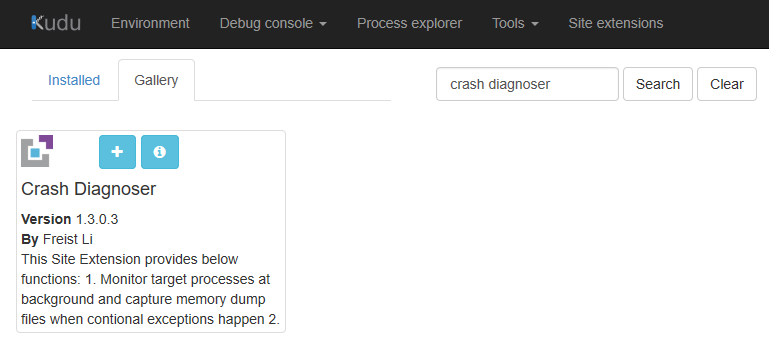 Kudu Environment Debug console Process explorer Tools Site extensions
Installed Gallery crash diagnoser Search Clear
Crash Diagnoser
Version 1.3.0.3
By Freist Li
This Site Extension provides below
functions: 1. Monitor target processes at
background and capture memory dump
files when contional exceptions happen 2.